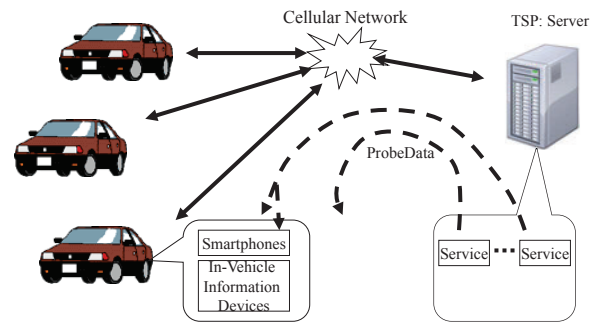 Cellular Network
TSP: Server
ProbeData
Smartphones
In-Vehicle
Information
Devices
Service
Service